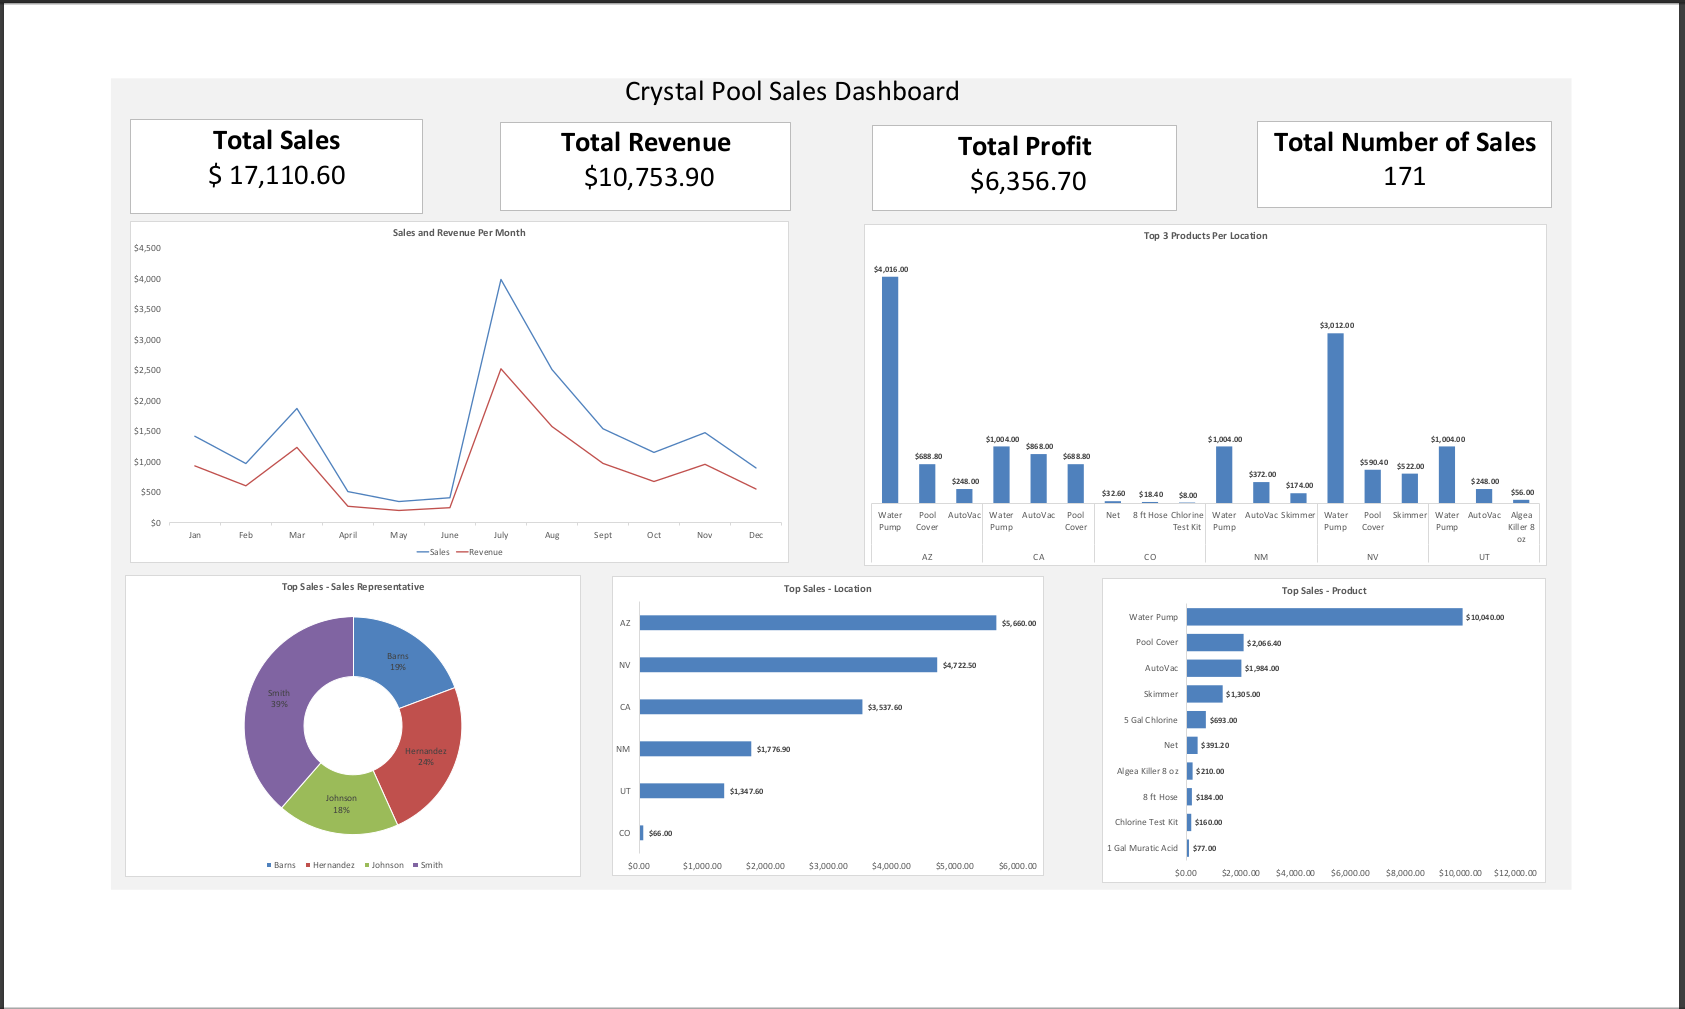 Crystal Pool Sales Dashboard
Total Sales
$ 17,110.60
Total Revenue
$10,753.90
Total Profit
$6,356.70
Total Number of Sales
171
Sales and Revenue Per Month
$4,500
$4,000
$3,500
$3,000
$2,500
$2,000
$1,500
$1,000
$500
$0
Jan Feb Mar April May June July Aug Sept Oct Nov Dec
Sales Revenue
Top 3 Products Per Location
$4,016.00
$688.80
$248.00
$1,004.00
$868.00
$688.80
$32.60
$18.40
$8.00
$1,004.00
$372.00
$174.00
$3,012.00
$590.40
$522.00
$1,004.00
$248.00
$56.00
Water Pump
Pool Cover
AutoVac
Water Pump
AutoVac
Pool Cover
Net
8 ft Hose
Chlorine Test Kit
Water Pump
AutoVac
Skimmer
Water Pump
Pool Cover
Skimmer
Water Pump
AutoVac
Algea Killer 8 oz
AZ CA CO NM NV UT
Top Sales - Sales Representative
Barns
19%
Smith
39%
Hernandez
24%
Johnson
18%
Barns Hernandez Johnson Smith
Top Sales - Location
AZ $5,660.00
NV $4,722.50
CA $3,537.60
NM $1,776.90
UT $1,347.60
CO $66.00
$0.00 $1,000.00 $2,000.00 $3,000.00 $4,000.00 $5,000.00 $6,000.00
Top Sales - Product
Water Pump $10,040.00
Pool Cover $2,066.40
AutoVac $1,984.00
Skimmer $1,305.00
5 Gal Chlorine $693.00
Net $391.20
Algea Killer 8 oz $210.00
8 ft Hose $184.00
Chlorine Test Kit $160.00
1 Gal Muratic Acid $77.00
$0.00 $2,000.00 $4,000.00 $6,000.00 $8,000.00 $10,000.00 $12,000.00